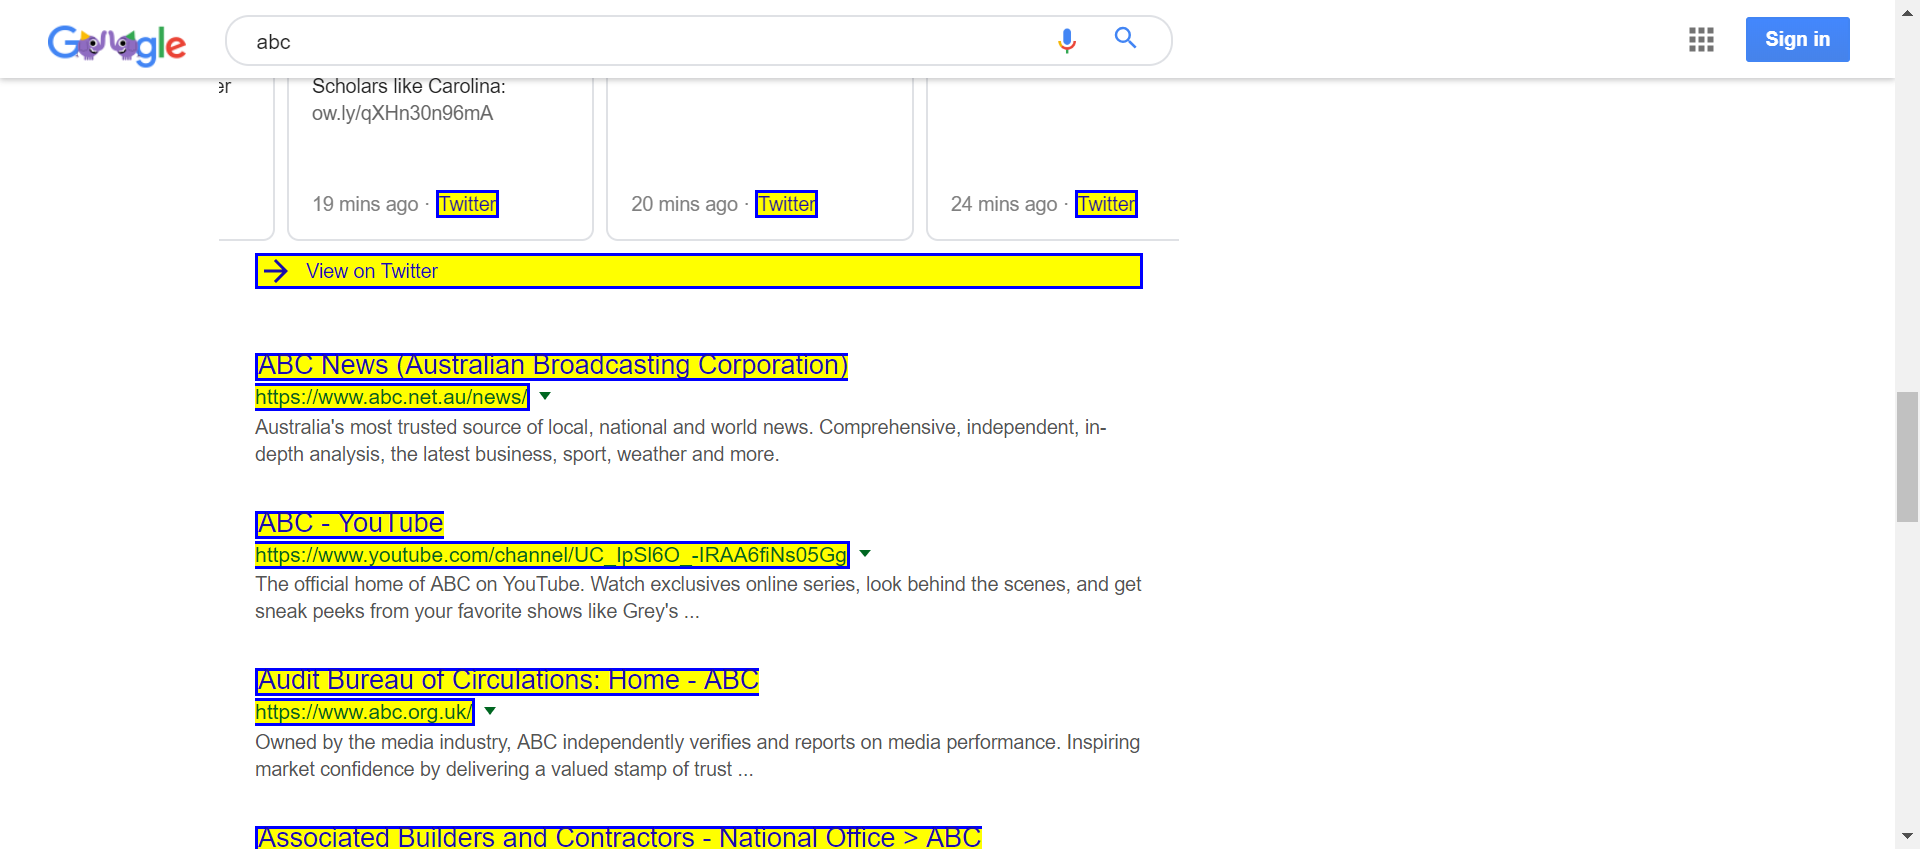 Google
abc
Sign in
er
Scholars like Carolina:
ow.ly/qXHn30n96mA
19 mins ago · Twitter
20 mins ago · Twitter
24 mins ago · Twitter
View on Twitter
ABC News (Australian Broadcasting Corporation)
https://www.abc.net.au/news/
Australia's most trusted source of local, national and world news. Comprehensive, independent, in-
depth analysis, the latest business, sport, weather and more.
ABC - YouTube
https://www.youtube.com/channel/UC_IpSI6O_-IRAA6fiNs05Gg
The official home of ABC on YouTube. Watch exclusives online series, look behind the scenes, and get
sneak peeks from your favorite shows like Grey's ...
Audit Bureau of Circulations: Home - ABC
https://www.abc.org.uk/
Owned by the media industry, ABC independently verifies and reports on media performance. Inspiring
market confidence by delivering a valued stamp of trust ...
Associated Builders and Contractors - National Office > ABC